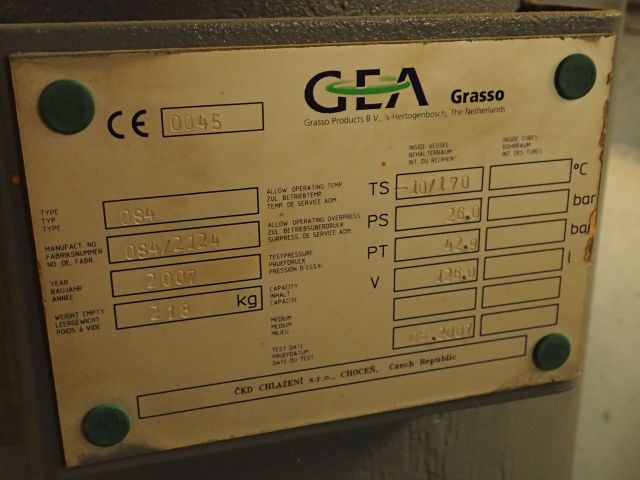 GEA Grasso
Grasso Products B.V., 's-Hertogenbosch, The Netherlands
CE 0045
INSIDE VESSEL
BEHALTERRAUM
INT. DU RECIPIENT
INSIDE TUBES
ROHRRAUM
INT. DES TUBES
TYPE
TYP
TYPE
084
ALLOW OPERATING TEMP
ZUL BETRIEBTEMP
TEMP DE SERVICE ADM.
TS -10/170 °C
MANUFACT. NO
FABRIKSNUMMER
NO. DE FABR.
084/2124
ALLOW OPERATING OVERPRESS.
ZUL BETRIEBSÜBERDRUCK
SURPRESS. DE SERVICE ADM.
PS 26.0 bar
YEAR
BAUJAHR
ANNEE
2007
TESTPRESSURE
PRUEFDRUCK
PRESSION D ESSAI
PT 42.9 ba
WEIGHT EMPTY
LEERGEWICHT
POIDS à VIDE
218 kg
CAPACITY
INHALT
CAPACITE
V 126.0 l
MEDIUM
MEDIUM
MILIEU
TEST DATE
PRUEFDATUM
DATE DU TEST
.2007
ČKD CHLAZENÍ s.r.o., CHOCEŇ, Czech Republic